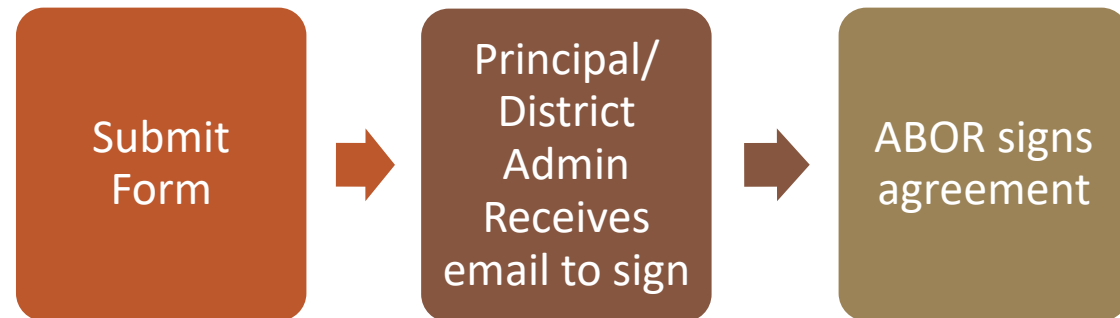 Submit
Form
Principal/
District
Admin
Receives
email to sign
ABOR signs
agreement